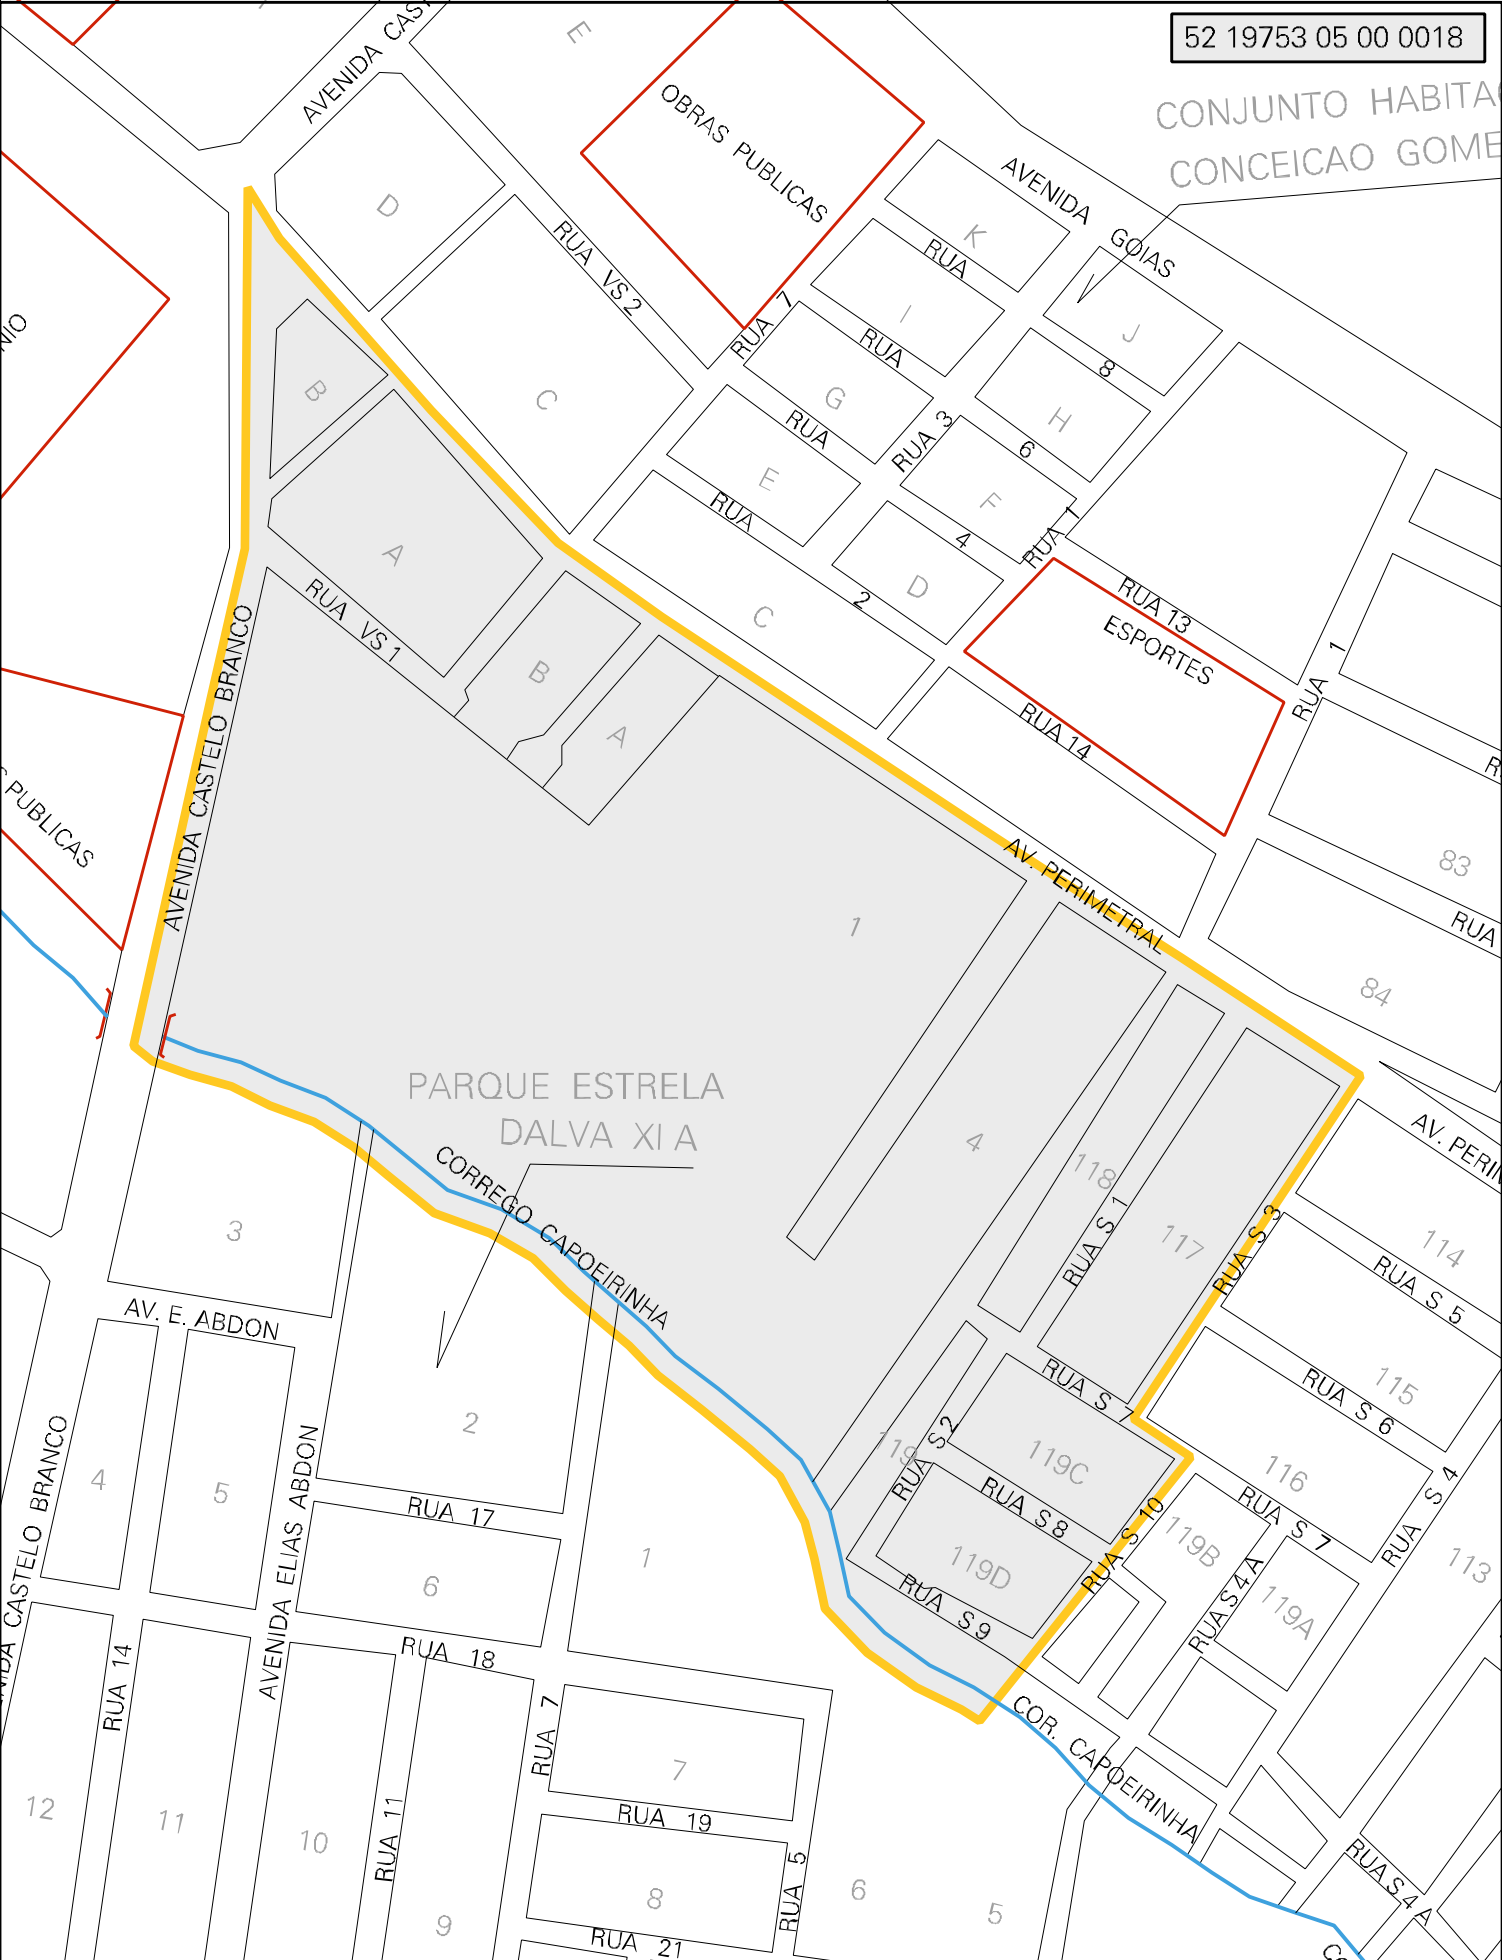 52 19753 05 00 0018
CONJUNTO HABITA
CONCEICAO GOME
AVENIDA CAST
E
OBRAS PUBLICAS
AVENIDA GOIAS
D
K
RUA
RUA VS 2
J
I
RUA
RUA 7
8
NIO
B
C
G
RUA
H
RUA 3
6
E
RUA
F
RUA 1
4
A
D
RUA 13
2
C
ESPORTES
RUA VS 1
AVENIDA CASTELO BRANCO
B
A
RUA 1
RUA 14
R
S PUBLICAS
83
AV. PERIMETRAL
1
RUA
84
PARQUE ESTRELA
DALVA XI A
4
118
AV. PERIM
CORREGO CAPOEIRINHA
RUA S 1
117
RUA S 3
114
RUA S 5
3
AV. E. ABDON
115
RUA S 6
RUA S 7
2
119
RUA S 2
119C
116
RUA S 7
RUA S 4
4
5
AVENIDA CASTELO BRANCO
AVENIDA ELIAS ABDON
RUA 17
RUA S 8
RUA S 10
119B
113
6
1
119D
RUA S 9
RUA S 4 A
119A
RUA 18
RUA 14
RUA 7
COR. CAPOEIRINHA
7
12
11
10
RUA 11
RUA 19
RUA 5
RUA S 4 A
8
6
5
9
RUA 21
CO